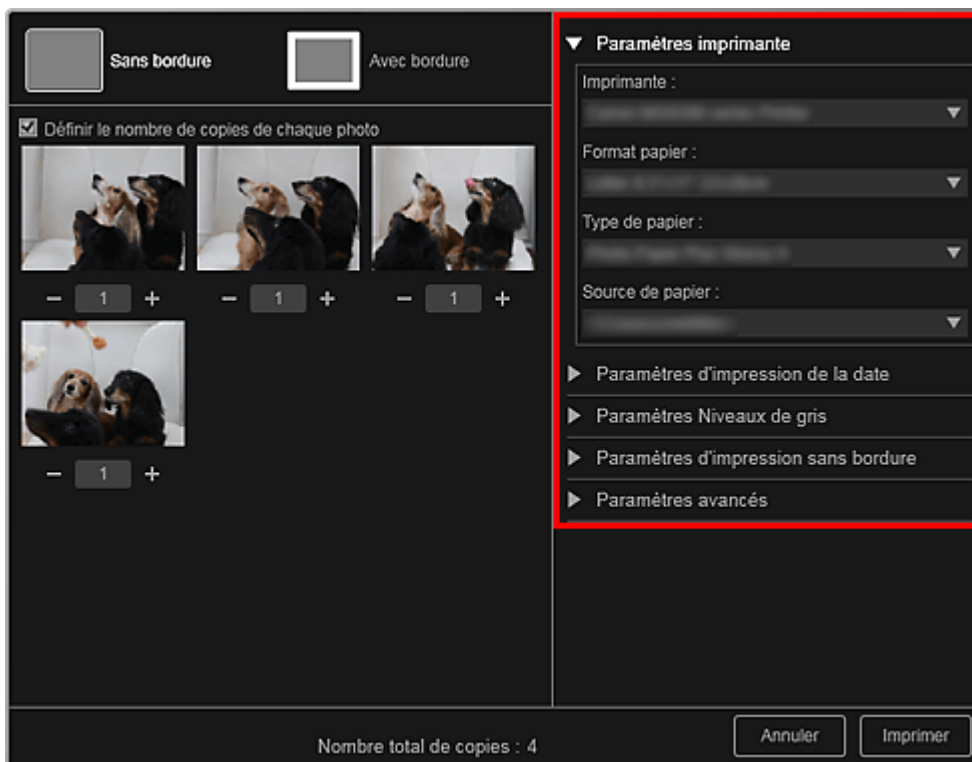 Sans bordure
Avec bordure
Définir le nombre de copies de chaque photo
1
1
1
1
Paramètres imprimante
Imprimante :
Format papier :
Type de papier :
Source de papier :
Paramètres d'impression de la date
Paramètres Niveaux de gris
Paramètres d'impression sans bordure
Paramètres avancés
Nombre total de copies : 4
Annuler
Imprimer